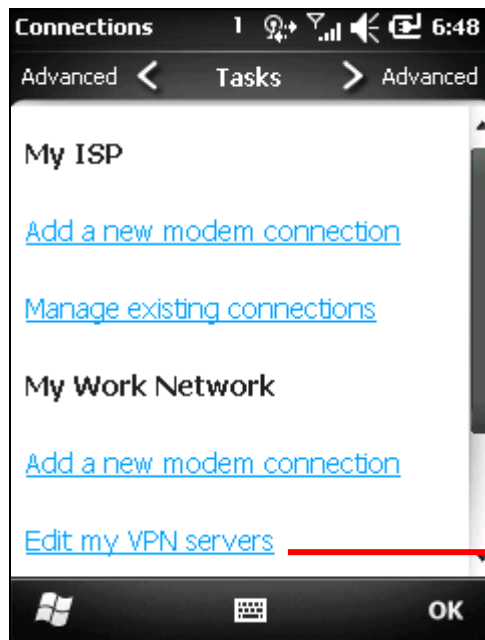 Connections 1 6:48
Advanced Tasks Advanced
My ISP
Add a new modem connection
Manage existing connections
My Work Network
Add a new modem connection
Edit my VPN servers
OK